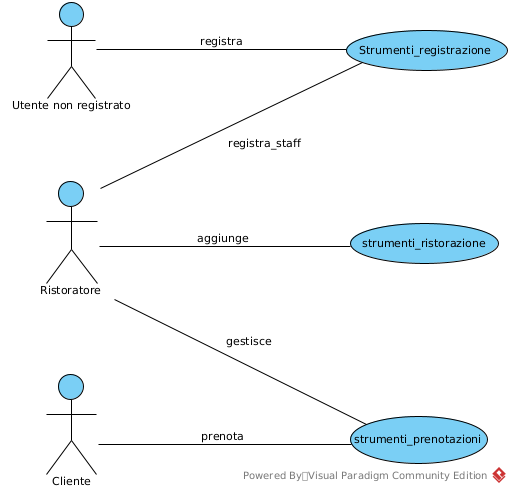 registra
Strumenti_registrazione
Utente non registrato
registra_staff
aggiunge
strumenti_ristorazione
Ristoratore
gestisce
prenota
strumenti_prenotazioni
Powered By Visual Paradigm Community Edition
Cliente